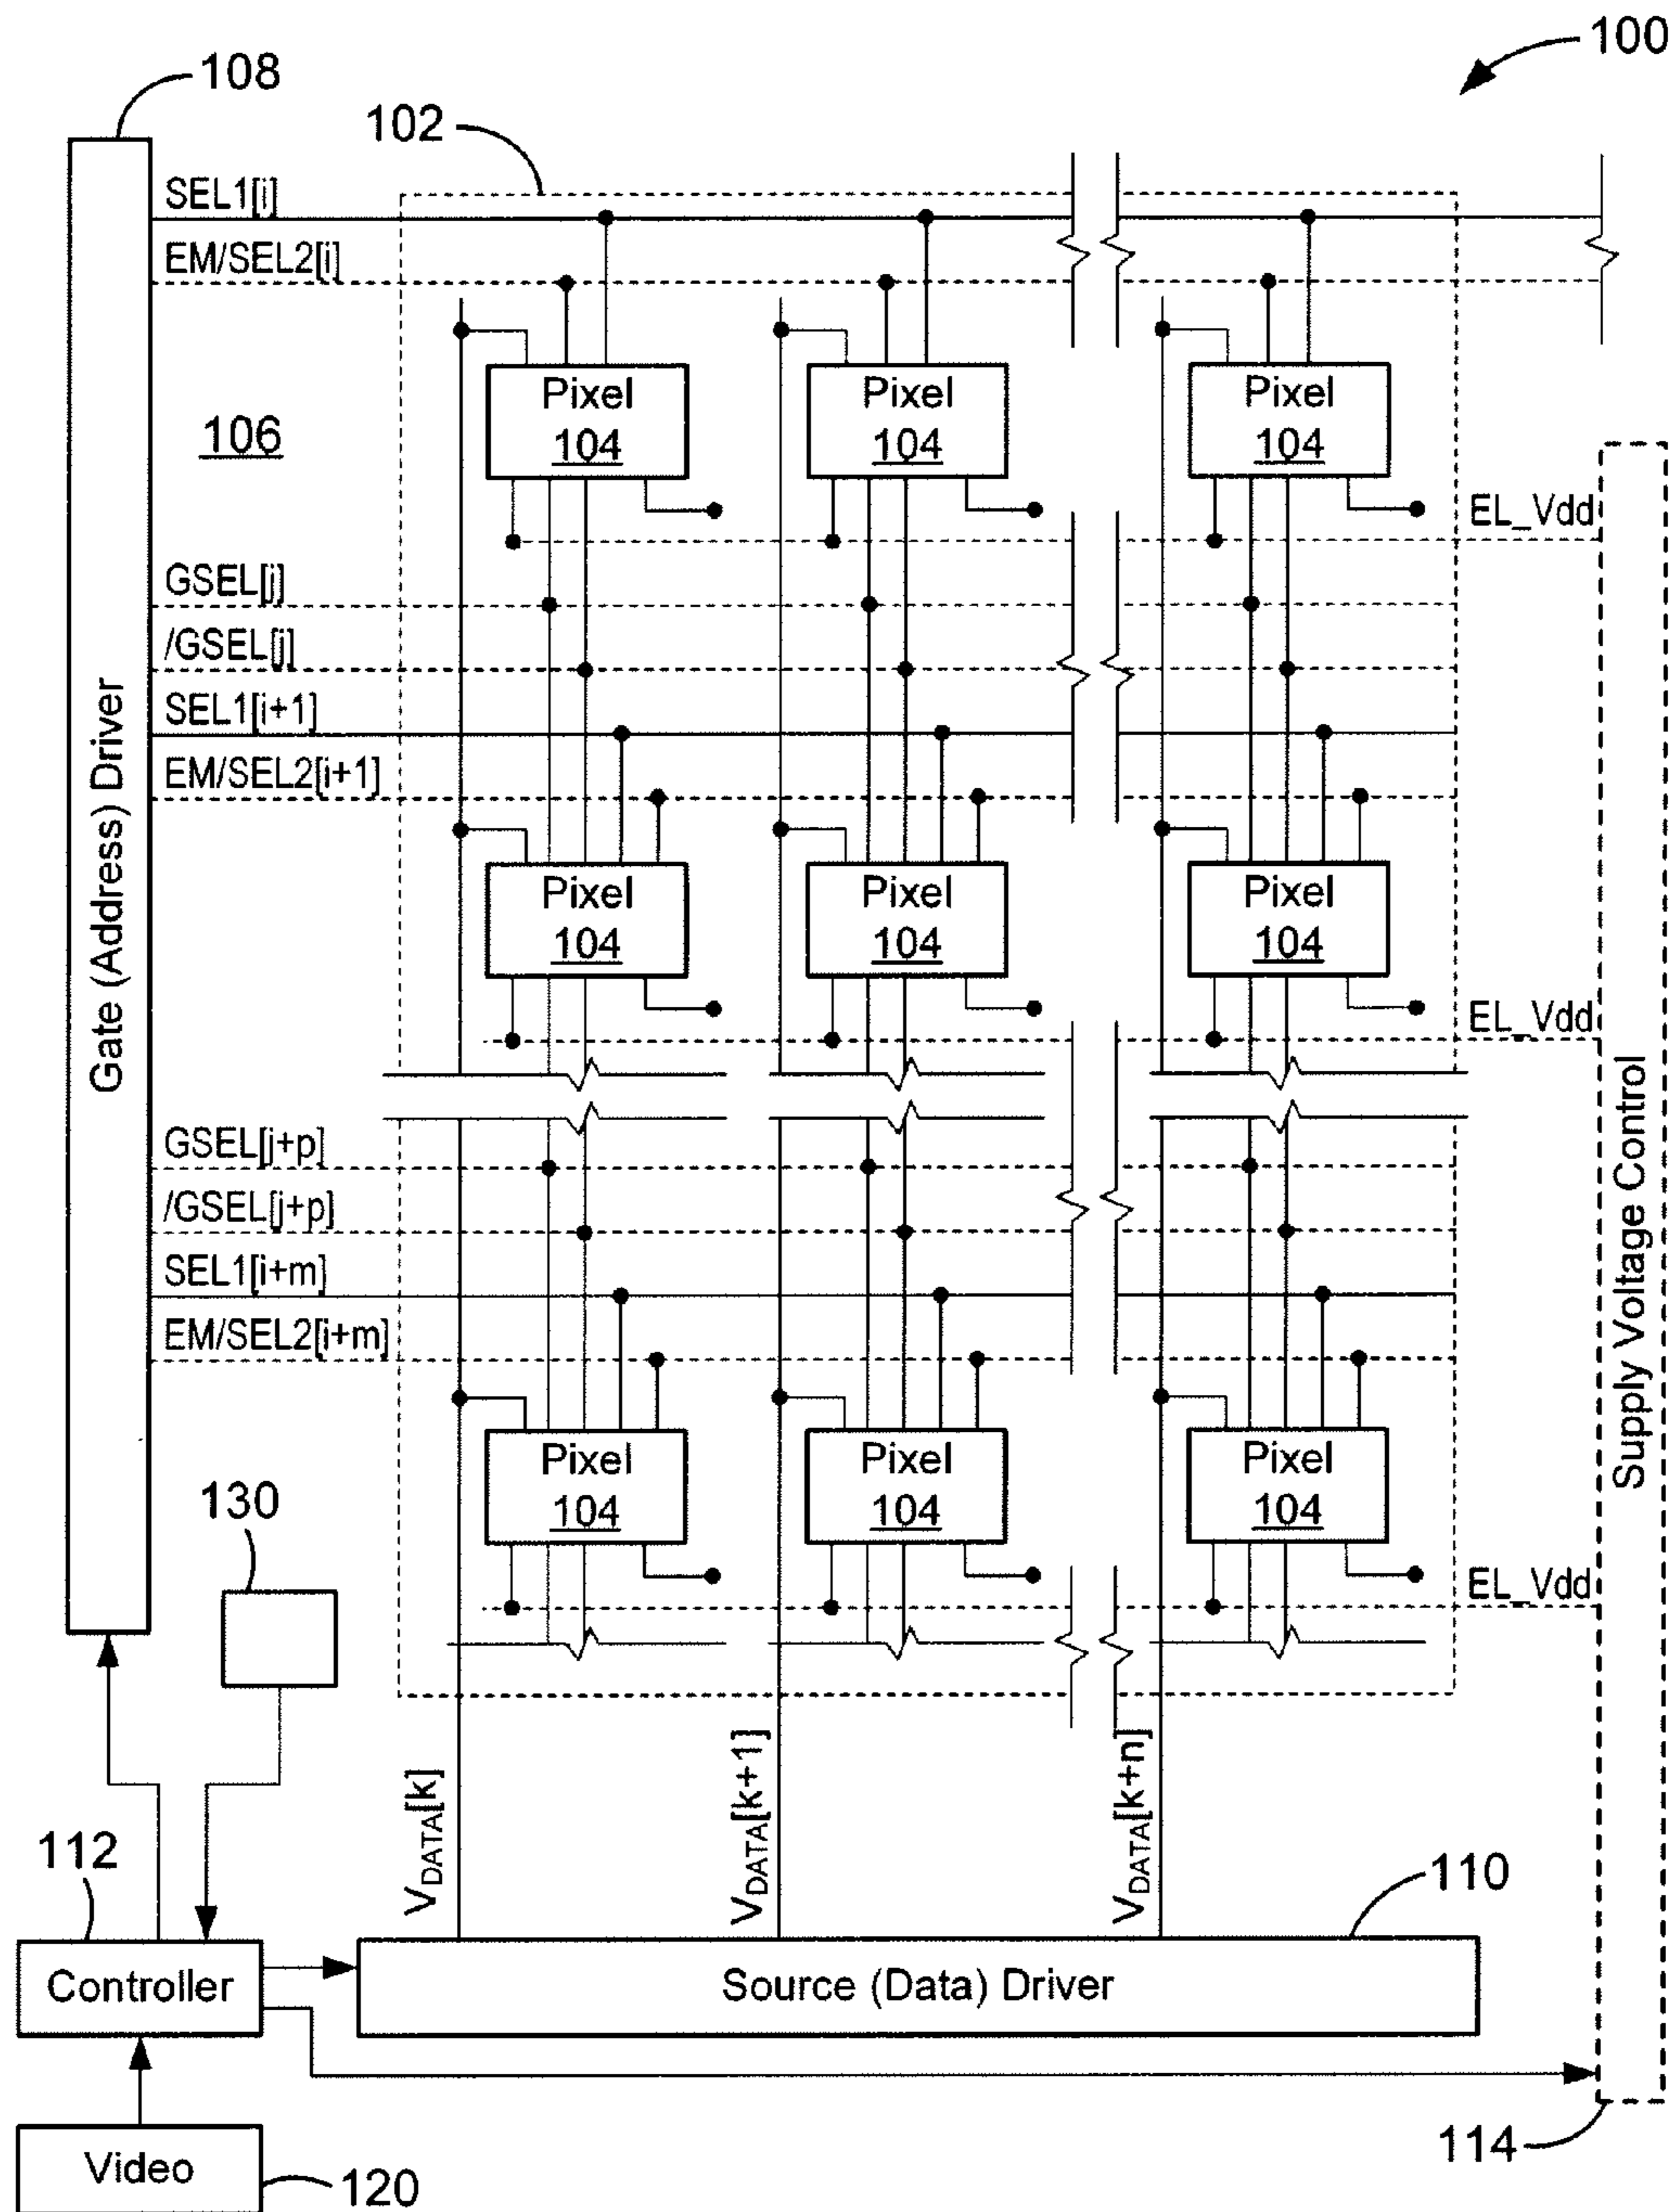 100
108
102
SEL1[i]
EM/SEL2[i]
Pixel
104
Pixel
104
Pixel
104
106
EL_Vdd
GSEL[j]
/GSEL[j]
SEL1[i+1]
EM/SEL2[i+1]
Gate (Address) Driver
Pixel
104
Pixel
104
Pixel
104
EL_Vdd
Supply Voltage Control
GSEL[j+p]
/GSEL[j+p]
SEL1[i+m]
EM/SEL2[i+m]
Pixel
104
Pixel
104
Pixel
104
130
EL_Vdd
VDATA[k]
VDATA[k+1]
VDATA[k+n]
112
110
Controller
Source (Data) Driver
114
Video
120